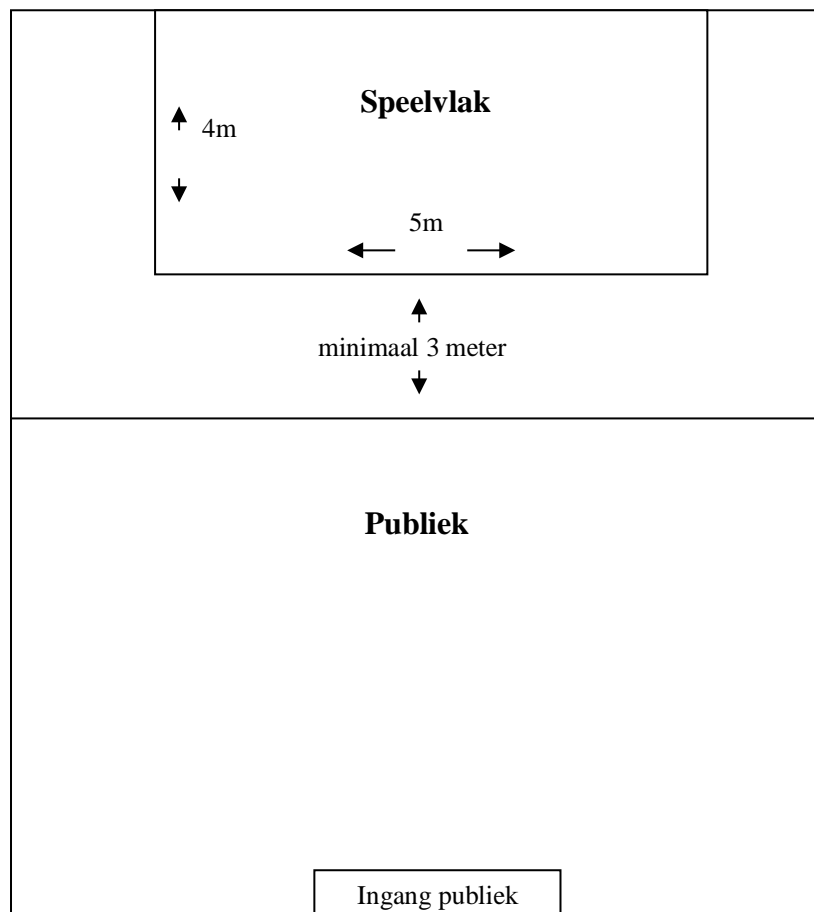 Speelvlak
4m
5m
minimaal 3 meter
Publiek
Ingang publiek